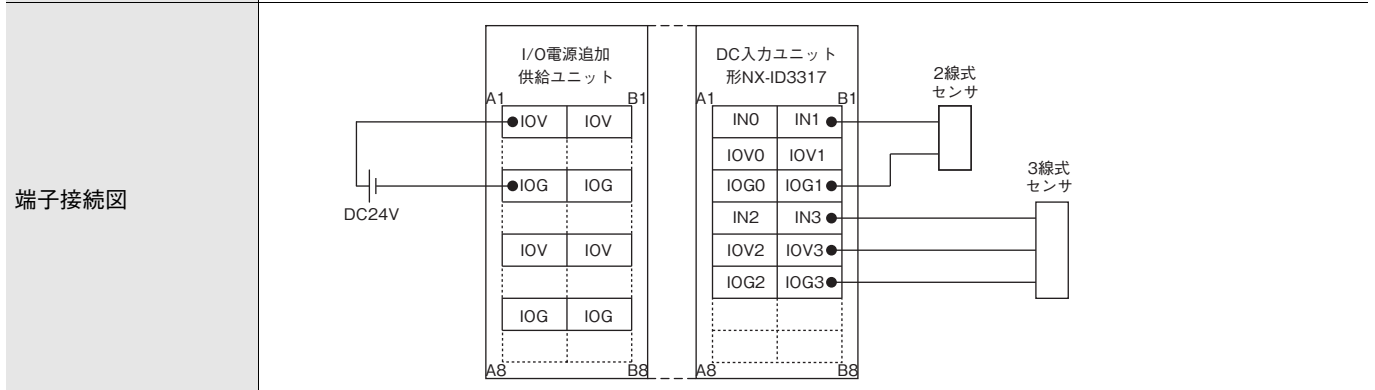 端子接続図
I/O電源追加
供給ユニット
A1
B1
IOV
IOV
IOG
IOG
IOV
IOV
IOG
IOG
A8
B8
DC24V
DC入力ユニット
形NX-ID3317
A1
B1
IN0
IN1
IOV0
IOV1
IOG0
IOG1
IN2
IN3
IOV2
IOV3
IOG2
IOG3
A8
B8
2線式
センサ
3線式
センサ